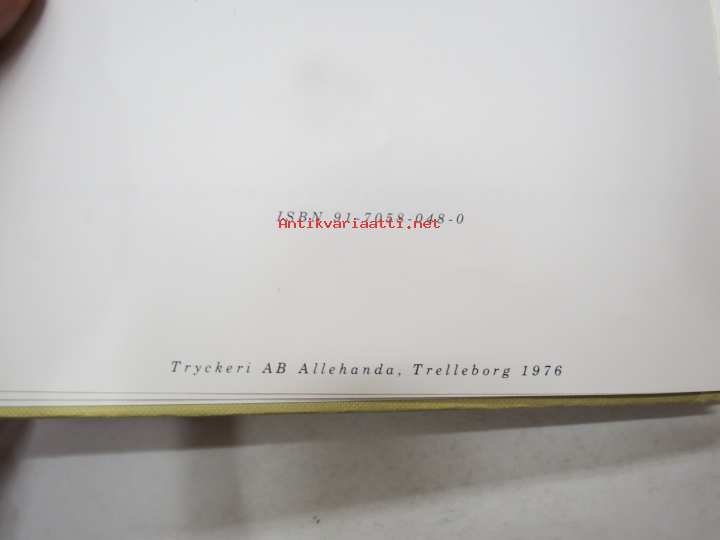 ISBN 91-7058-048-0
Antikvariaatti.net
Tryckeri AB Allehanda, Trelleborg 1976